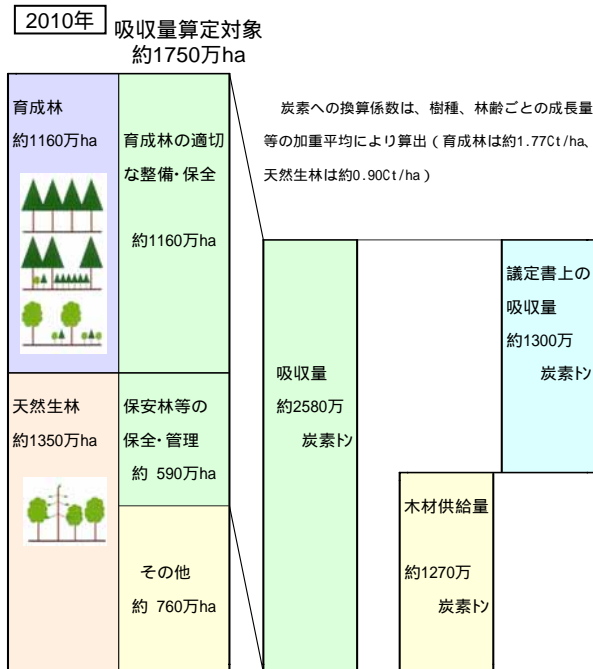 2010年
吸収量算定対象
約1750万ha
育成林
約1160万ha
育成林の適切
な整備・保全
約1160万ha
炭素への換算係数は、樹種、林齢ごとの成長量
等の加重平均により算出（育成林は約1.77Ct/ha、
天然生林は約0.90Ct/ha）
天然生林
約1350万ha
保安林等の
保全・管理
約 590万ha
その他
約 760万ha
吸収量
約2580万
炭素トン
木材供給量
約1270万
炭素トン
議定書上の
吸収量
約1300万
炭素トン